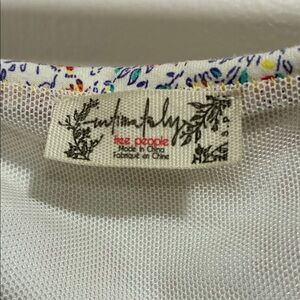 intimately
free people
Made in China
Fabriqué en Chine